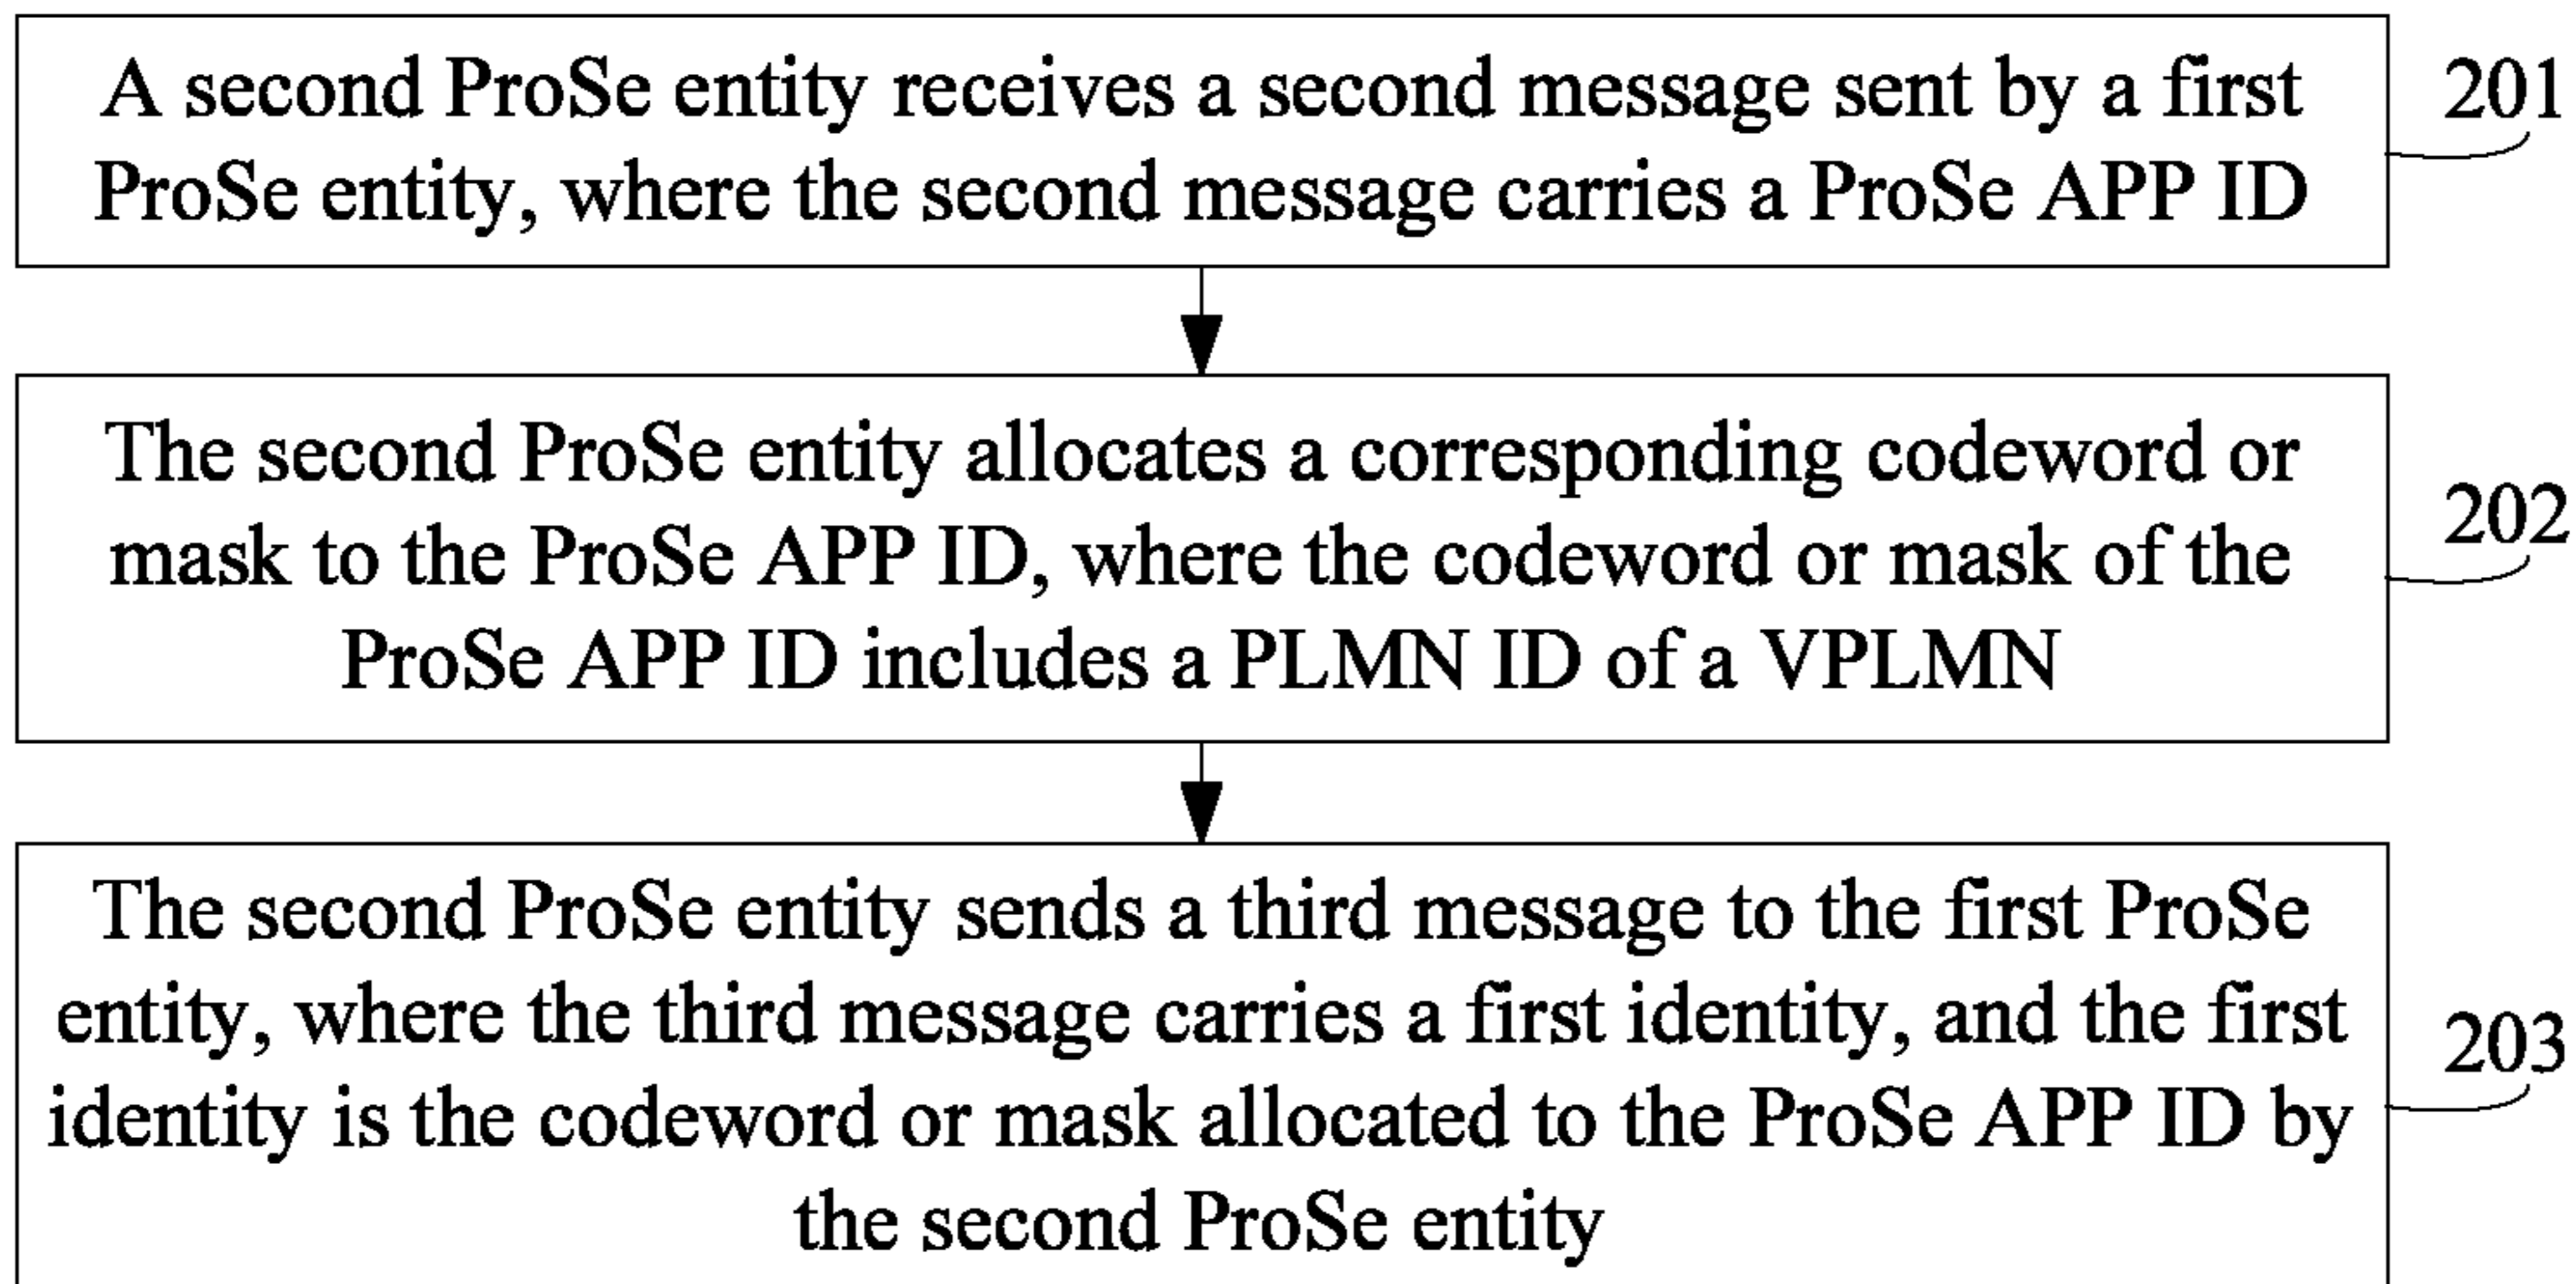 A second ProSe entity receives a second message sent by a first
ProSe entity, where the second message carries a ProSe APP ID
201
The second ProSe entity allocates a corresponding codeword or
mask to the ProSe APP ID, where the codeword or mask of the
ProSe APP ID includes a PLMN ID of a VPLMN
202
The second ProSe entity sends a third message to the first ProSe
entity, where the third message carries a first identity, and the first
identity is the codeword or mask allocated to the ProSe APP ID by
the second ProSe entity
203